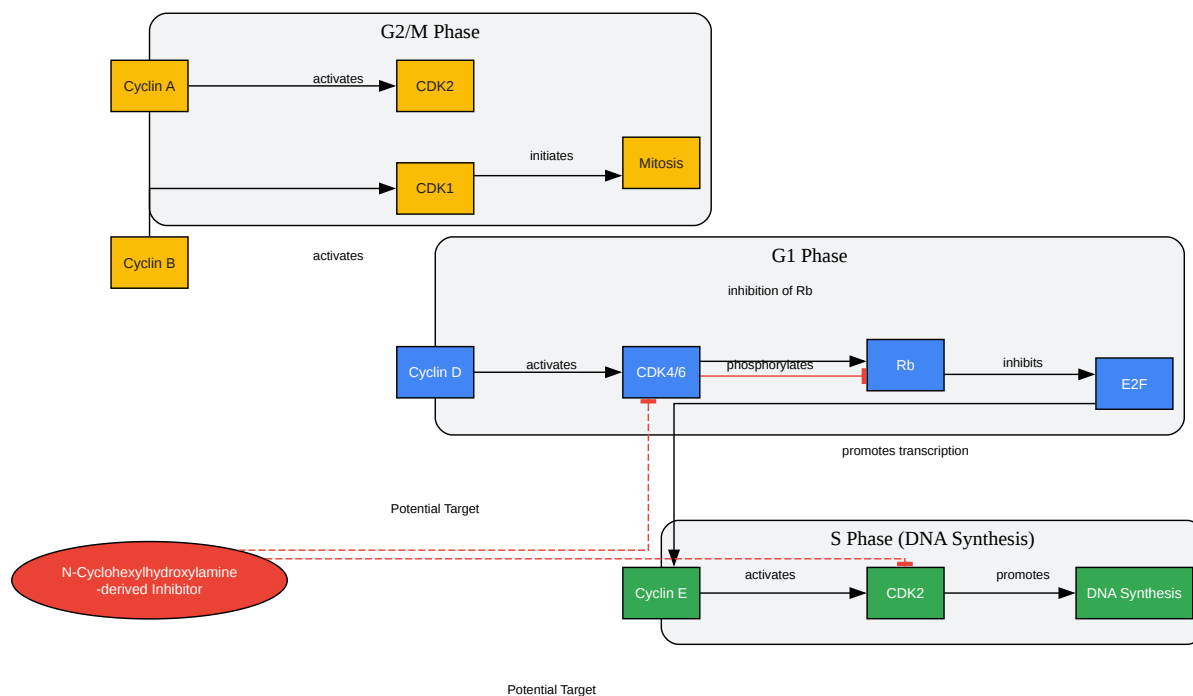 G2/M Phase
Cyclin A
activates
CDK2
initiates
Mitosis
CDK1
Cyclin B
activates
G1 Phase
inhibition of Rb
Cyclin D
activates
CDK4/6
phosphorylates
Rb
inhibits
E2F
promotes transcription
Potential Target
S Phase (DNA Synthesis)
N-Cyclohexylhydroxylamine
-derived Inhibitor
Cyclin E
activates
CDK2
promotes
DNA Synthesis
Potential Target